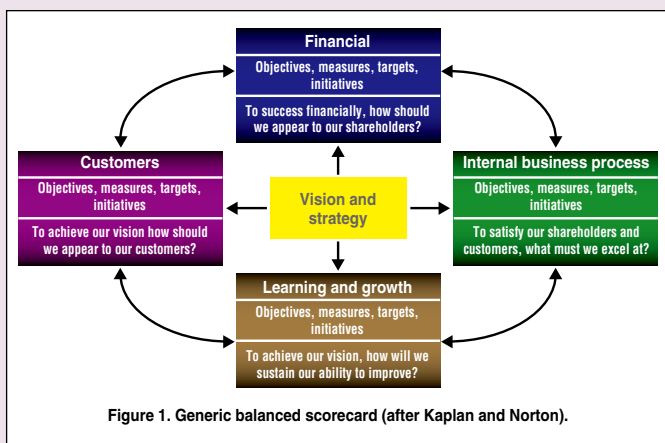 Financial
Objectives, measures, targets,
initiatives
To success financially, how should
we appear to our shareholders?
Customers
Objectives, measures, targets,
initiatives
To achieve our vision how should
we appear to our customers?
Vision and
strategy
Internal business process
Objectives, measures, targets,
initiatives
To satisfy our shareholders and
customers, what must we excel at?
Learning and growth
Objectives, measures, targets,
initiatives
To achieve our vision, how will we
sustain our ability to improve?
Figure 1. Generic balanced scorecard (after Kaplan and Norton).